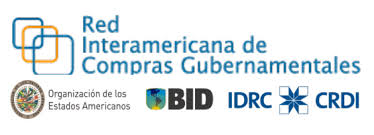 Red
Interamericana de
Compras Gubernamentales
Organización de los
Estados Americanos
BID
IDRC CRDI